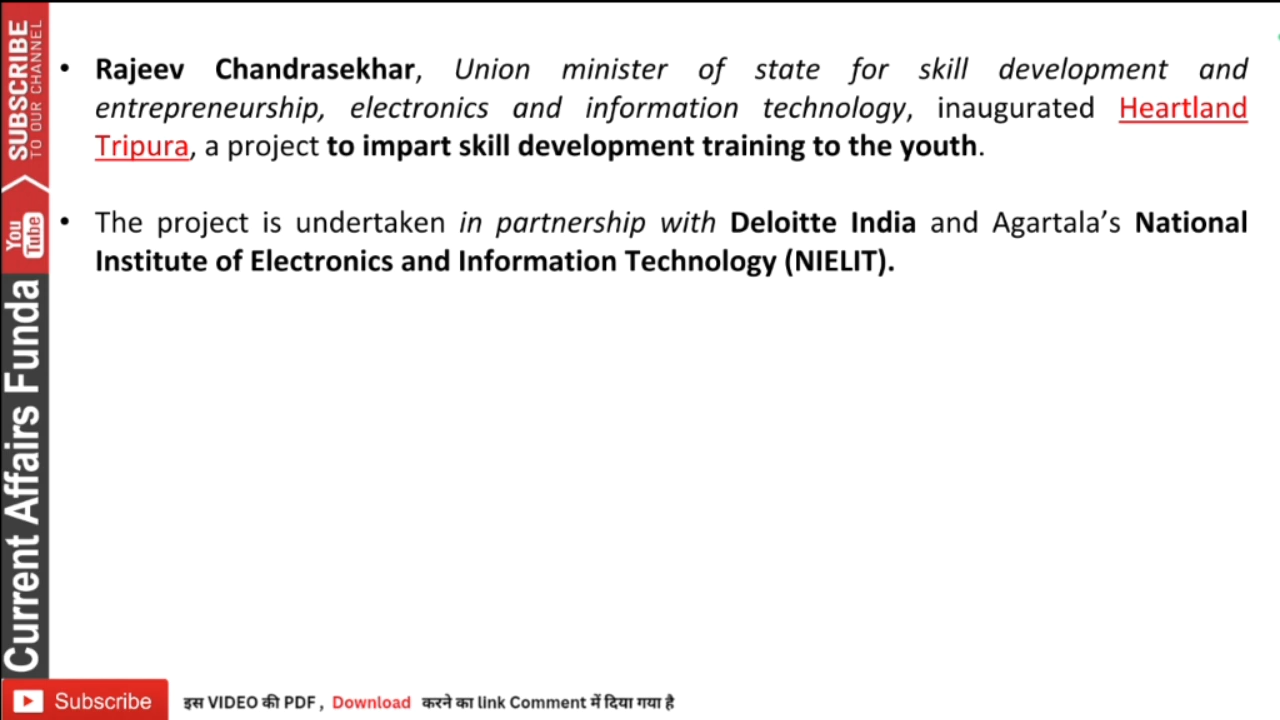 • Rajeev Chandrasekhar, Union minister of state for skill development and
entrepreneurship, electronics and information technology, inaugurated Heartland
Tripura, a project to impart skill development training to the youth.
• The project is undertaken in partnership with Deloitte India and Agartala’s National
Institute of Electronics and Information Technology (NIELIT).
SUBSCRIBE
TO OUR CHANNEL
You Tube
Current Affairs Funda
Subscribe
इस VIDEO की PDF , Download करने का link Comment में दिया गया है